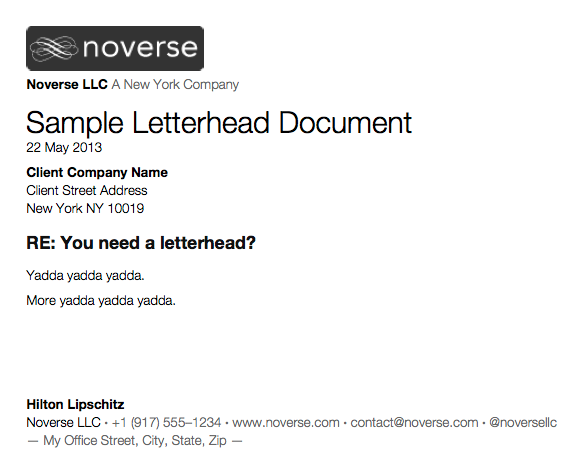 noverse
Noverse LLC A New York Company
Sample Letterhead Document
22 May 2013
Client Company Name
Client Street Address
New York NY 10019
RE: You need a letterhead?
Yadda yadda yadda.
More yadda yadda yadda.
Hilton Lipschitz
Noverse LLC · +1 (917) 555–1234 · www.noverse.com · contact@noverse.com · @noversellc
— My Office Street, City, State, Zip —